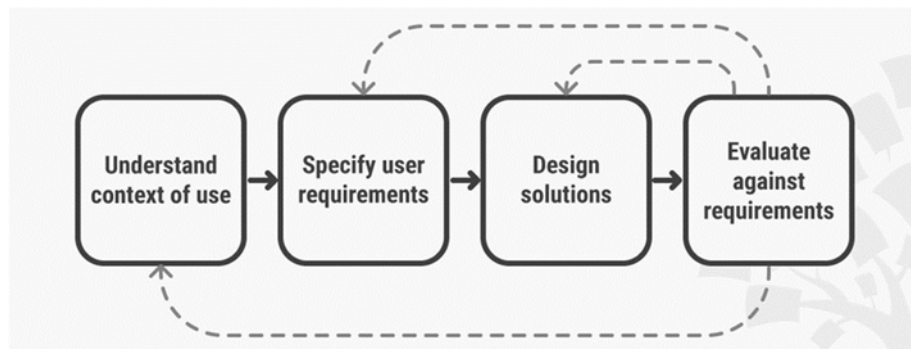 Understand
context of use
Specify user
requirements
Design
solutions
Evaluate
against
requirements